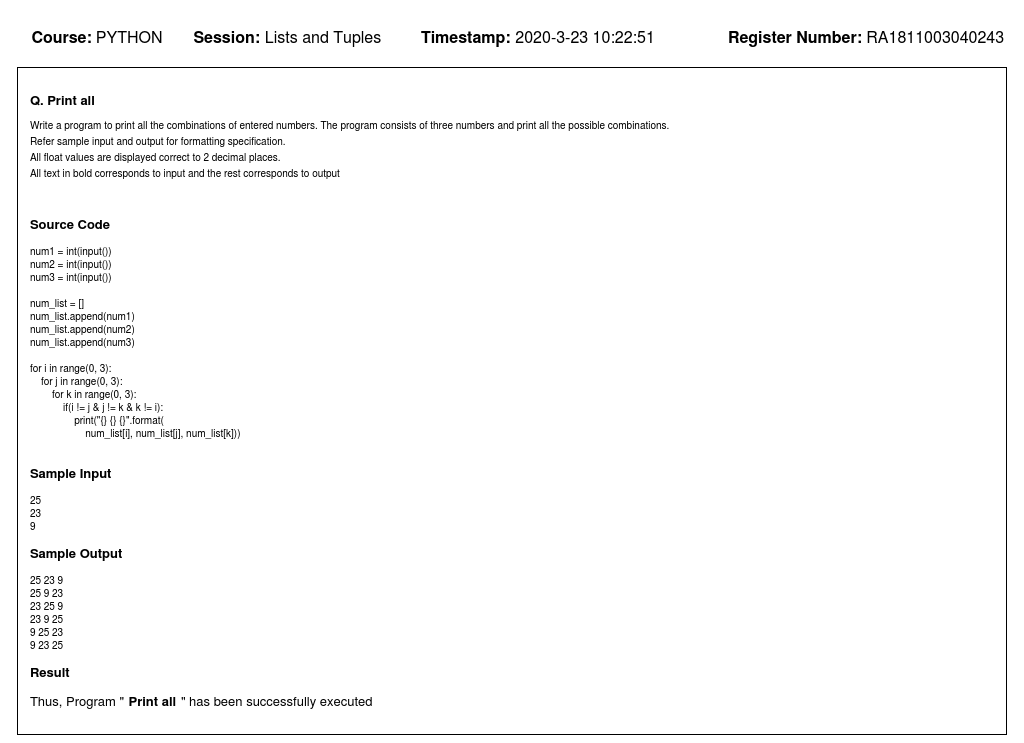 Course: PYTHON Session: Lists and Tuples Timestamp: 2020-3-23 10:22:51 Register Number: RA1811003040243
Q. Print all
Write a program to print all the combinations of entered numbers. The program consists of three numbers and print all the possible combinations.
Refer sample input and output for formatting specification.
All float values are displayed correct to 2 decimal places.
All text in bold corresponds to input and the rest corresponds to output
Source Code
num1 = int(input())
num2 = int(input())
num3 = int(input())
num_list = []
num_list.append(num1)
num_list.append(num2)
num_list.append(num3)
for i in range(0, 3):
    for j in range(0, 3):
        for k in range(0, 3):
            if(i != j & j != k & k != i):
                print("{} {} {}".format(
                    num_list[i], num_list[j], num_list[k]))
Sample Input
25
23
9
Sample Output
25 23 9
25 9 23
23 25 9
23 9 25
9 25 23
9 23 25
Result
Thus, Program " Print all " has been successfully executed